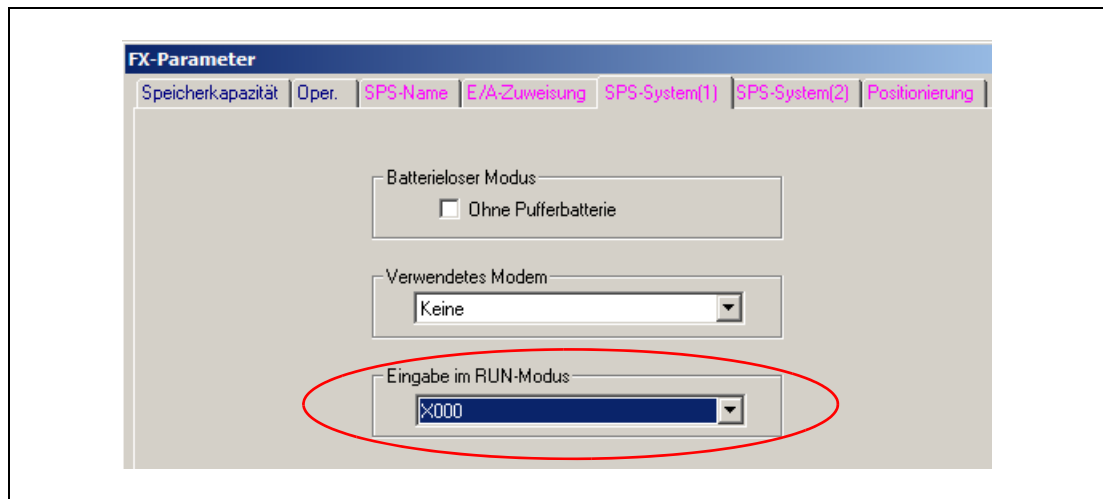 FX-Parameter
Speicherkapazität Oper. SPS-Name E/A-Zuweisung SPS-System(1) SPS-System(2) Positionierung
Batterieloser Modus
Ohne Pufferbatterie
Verwendetes Modem
Keine
Eingabe im RUN-Modus
X000